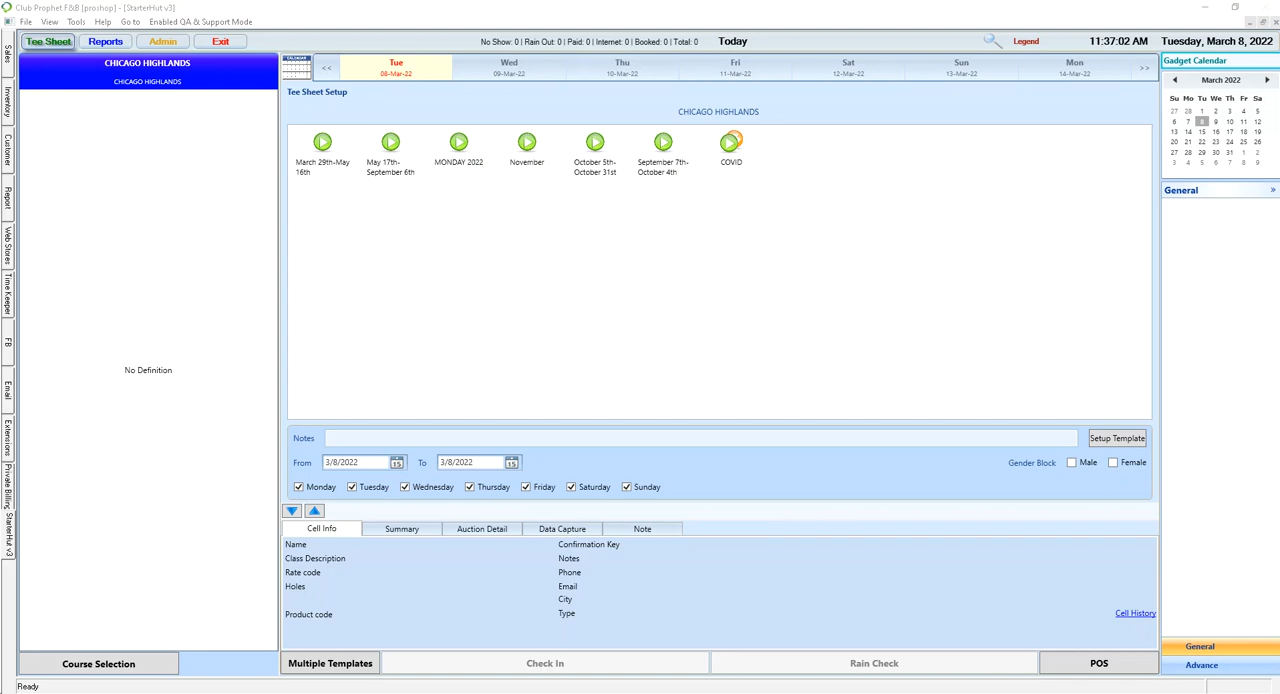 Club Prophet F&B [proshop] - [StarterHut v3]
File View Tools Help Go to Enabled QA & Support Mode
Tee Sheet Reports Admin Exit No Show: 0 | Rain Out: 0 | Paid: 0 | Internet: 0 | Booked: 0 | Total: 0 Today Legend 11:37:02 AM Tuesday, March 8, 2022
CHICAGO HIGHLANDS
CHICAGO HIGHLANDS
No Definition
Course Selection
Sales
Inventory
Customer
Report
Web Stores
Time Keeper
FB
Email
Extensions
Private Billing
StarterHut v3
CALENDAR
<< Tue Wed Thu Fri Sat Sun Mon >>
08-Mar-22 09-Mar-22 10-Mar-22 11-Mar-22 12-Mar-22 13-Mar-22 14-Mar-22
Tee Sheet Setup
CHICAGO HIGHLANDS
March 29th-May 16th
May 17th-September 6th
MONDAY 2022
November
October 5th-October 31st
September 7th-October 4th
COVID
Notes Setup Template
From 3/8/2022 15 To 3/8/2022 15 Gender Block Male Female
Monday Tuesday Wednesday Thursday Friday Saturday Sunday
Cell Info Summary Auction Detail Data Capture Note
Name Confirmation Key
Class Description Notes
Rate code Phone
Holes Email
City
Product code Type Cell History
Multiple Templates Check In Rain Check POS
Gadget Calendar
March 2022
Su Mo Tu We Th Fr Sa
27 28 1 2 3 4 5
6 7 8 9 10 11 12
13 14 15 16 17 18 19
20 21 22 23 24 25 26
27 28 29 30 31 1 2
3 4 5 6 7 8 9
General »
General
Advance
Ready